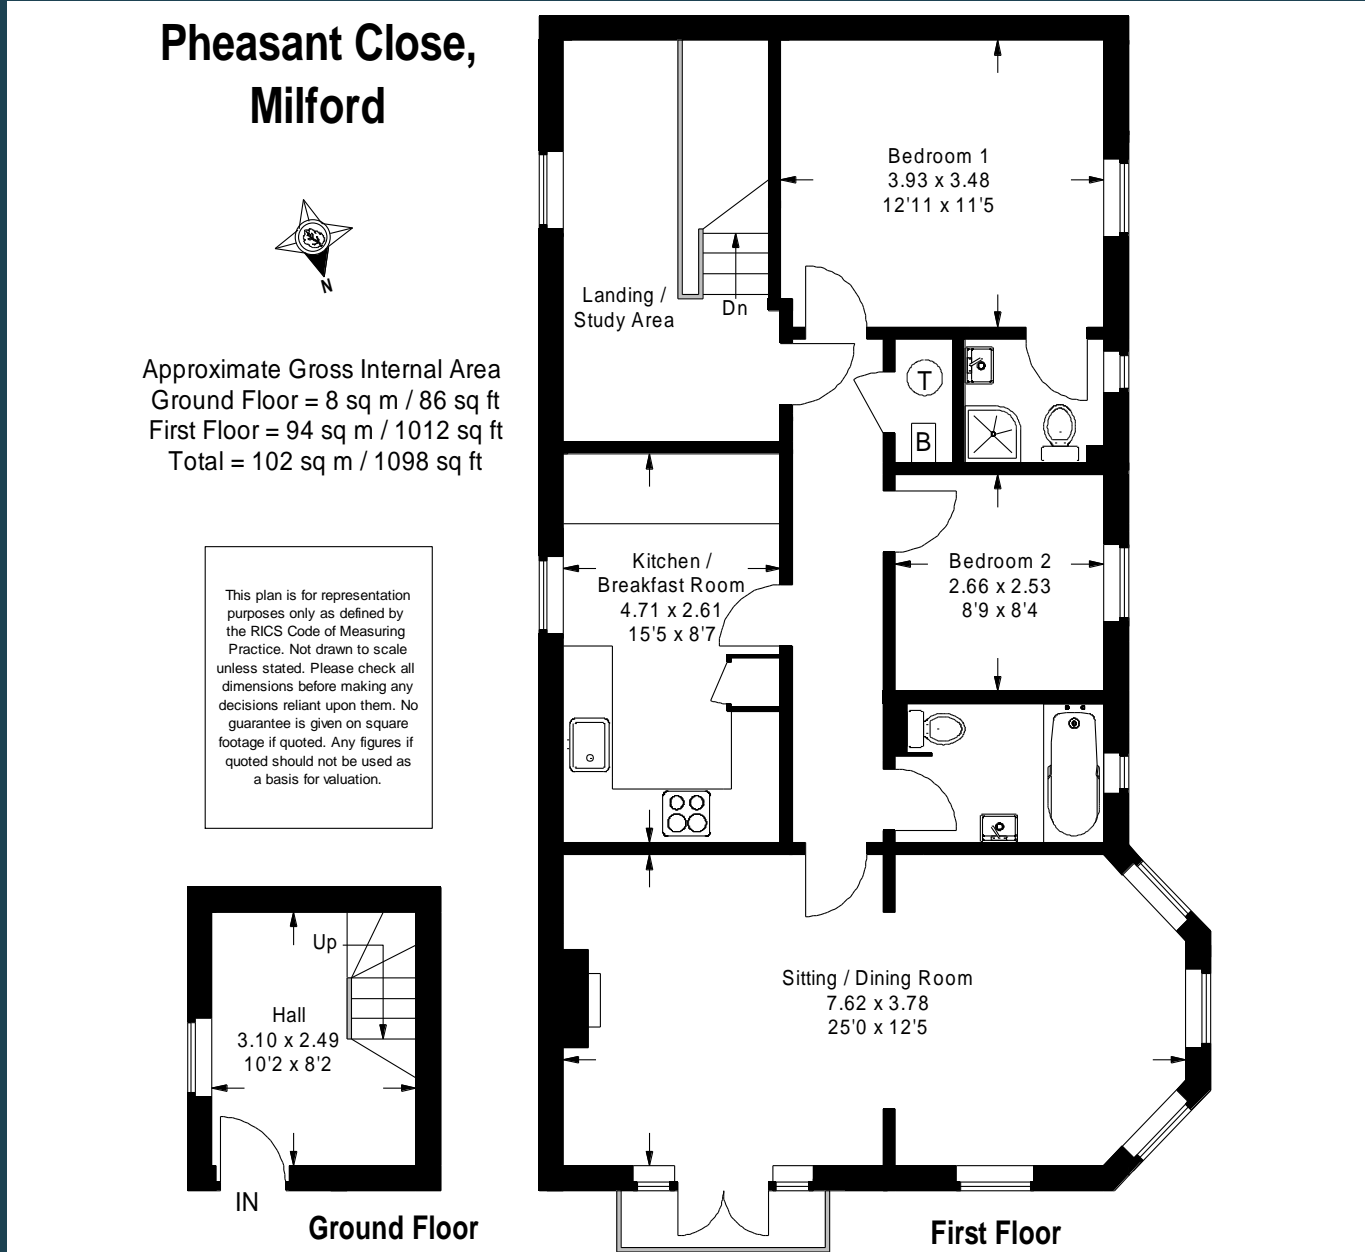 Pheasant Close,
Milford
N
Approximate Gross Internal Area
Ground Floor = 8 sq m / 86 sq ft
First Floor = 94 sq m / 1012 sq ft
Total = 102 sq m / 1098 sq ft
This plan is for representation
purposes only as defined by
the RICS Code of Measuring
Practice. Not drawn to scale
unless stated. Please check all
dimensions before making any
decisions reliant upon them. No
guarantee is given on square
footage if quoted. Any figures if
quoted should not be used as
a basis for valuation.
Up
Hall
3.10 x 2.49
10'2 x 8'2
IN
Ground Floor
Bedroom 1
3.93 x 3.48
12'11 x 11'5
Landing /
Study Area
Dn
T
B
Kitchen /
Breakfast Room
4.71 x 2.61
15'5 x 8'7
Bedroom 2
2.66 x 2.53
8'9 x 8'4
Sitting / Dining Room
7.62 x 3.78
25'0 x 12'5
First Floor